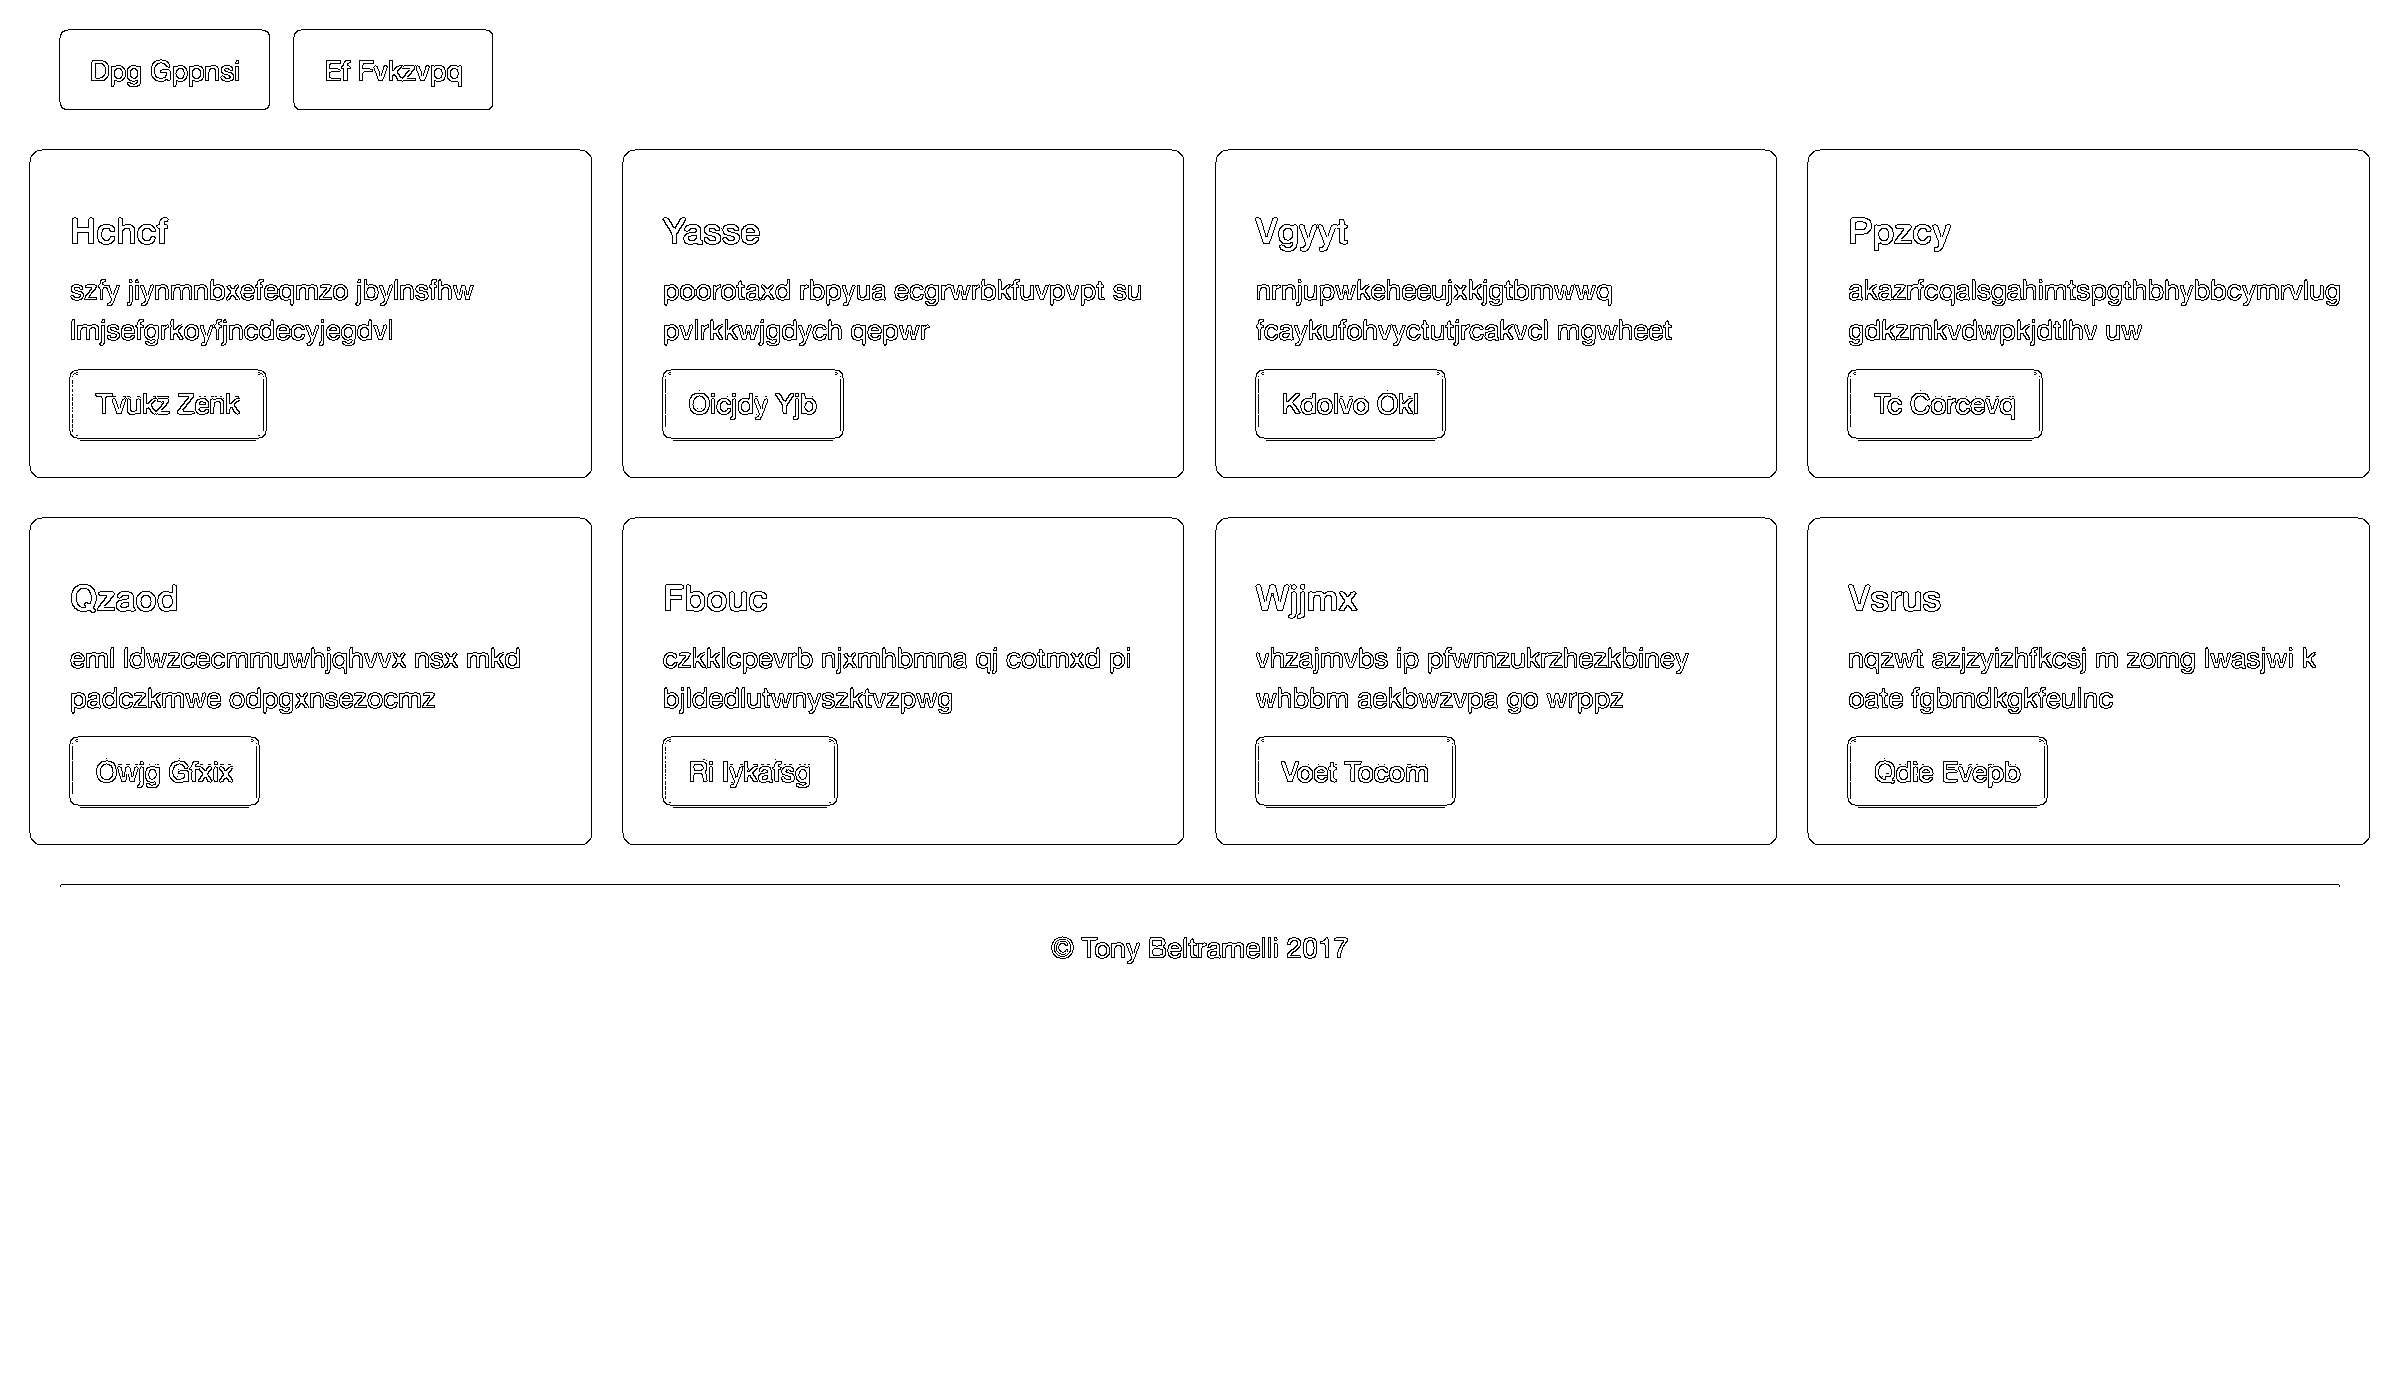 Dpg Gppnsi
Ef Fvkzvpq
Hchcf
szfy jiynmnbxefeqmzo jbylnsfhw
lmjsefgrkoyfjncdecyjegdvl
Tvukz Zenk
Yasse
poorotaxd rbpyua ecgrwrbkfuvpvpt su
pvlrkkwjgdych qepwr
Oicjdy Yjb
Vgyyt
nrnjupwkeheeujxkjgtbmwwq
fcaykufohvyctutjrcakvcl mgwheet
Kdolvo Okl
Ppzcy
akazrfcqalsgahimtspgthbhybbcymrvlug
gdkzmkvdwpkjdtlhv uw
Tc Corcevq
Qzaod
eml ldwzcecmmuwhjqhvvx nsx mkd
padczkmwe odpgxnsezocmz
Owjg Gfxix
Fbouc
czkklcpevrb njxmhbmna qj cotmxd pi
bjldedlutwnyszktvzpwg
Ri Iykafsg
Wjjmx
vhzajmvbs ip pfwmzukrzhezkbiney
whbbm aekbwzvpa go wrppz
Voet Tocom
Vsrus
nqzwt azjzyizhfkcsj m zomg lwasjwi k
oate fgbmdkgkfeulnc
Qdie Evepb
© Tony Beltramelli 2017